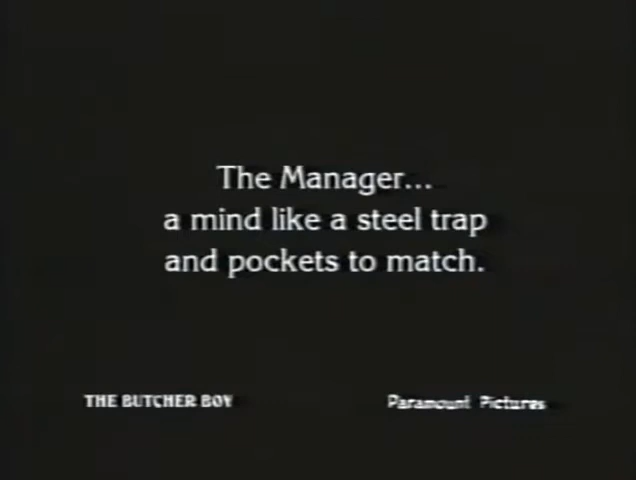 The Manager...
a mind like a steel trap
and pockets to match.
THE BUTCHER BOY
Paramount Pictures